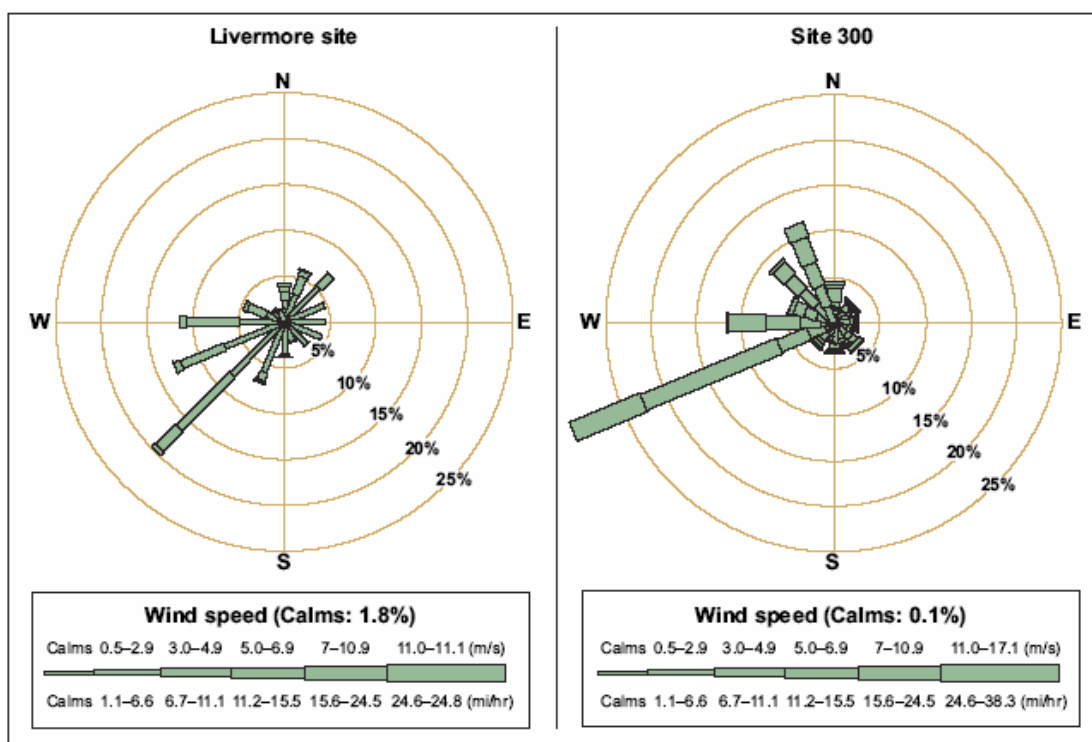 Livermore site
N
W
E
5%
10%
15%
20%
25%
S
Wind speed (Calms: 1.8%)
Calms 0.5–2.9 3.0–4.9 5.0–6.9 7–10.9 11.0–11.1 (m/s)
Calms 1.1–6.6 6.7–11.1 11.2–15.5 15.6–24.5 24.6–24.8 (mi/hr)
Site 300
N
W
E
5%
10%
15%
20%
25%
S
Wind speed (Calms: 0.1%)
Calms 0.5–2.9 3.0–4.9 5.0–6.9 7–10.9 11.0–17.1 (m/s)
Calms 1.1–6.6 6.7–11.1 11.2–15.5 15.6–24.5 24.6–38.3 (mi/hr)